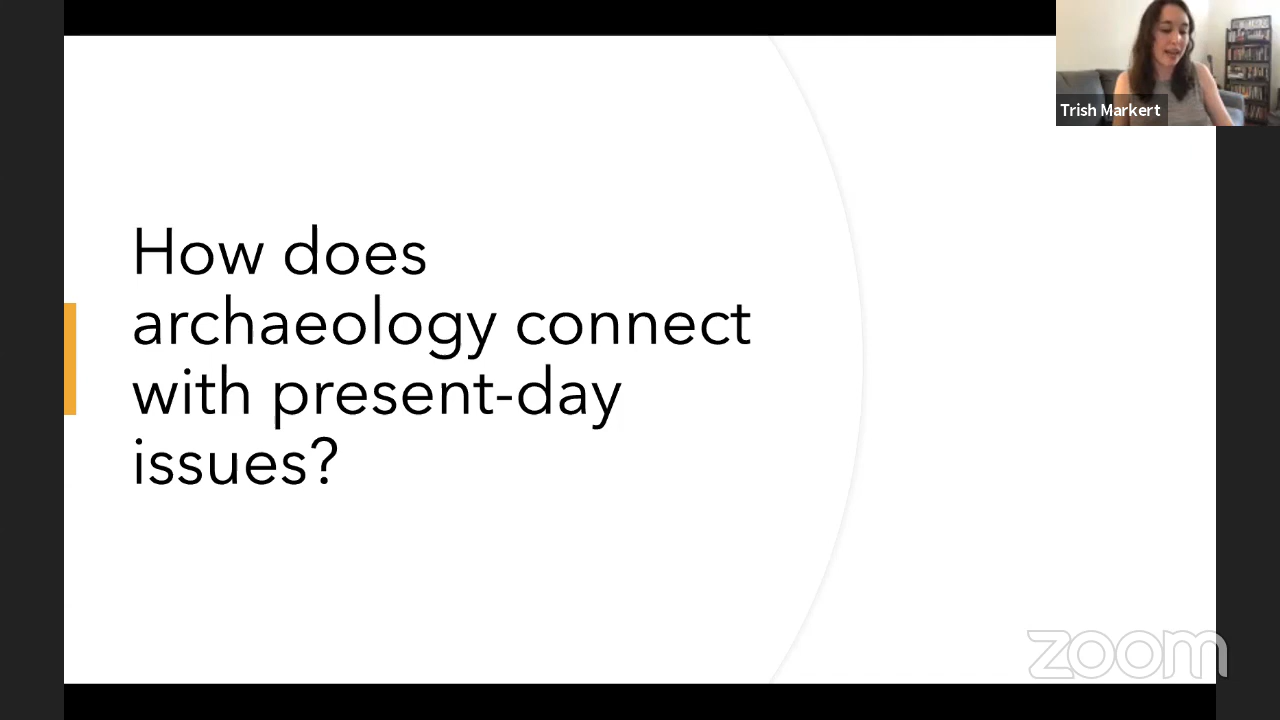 Trish Markert
How does
archaeology connect
with present-day
issues?
zoom